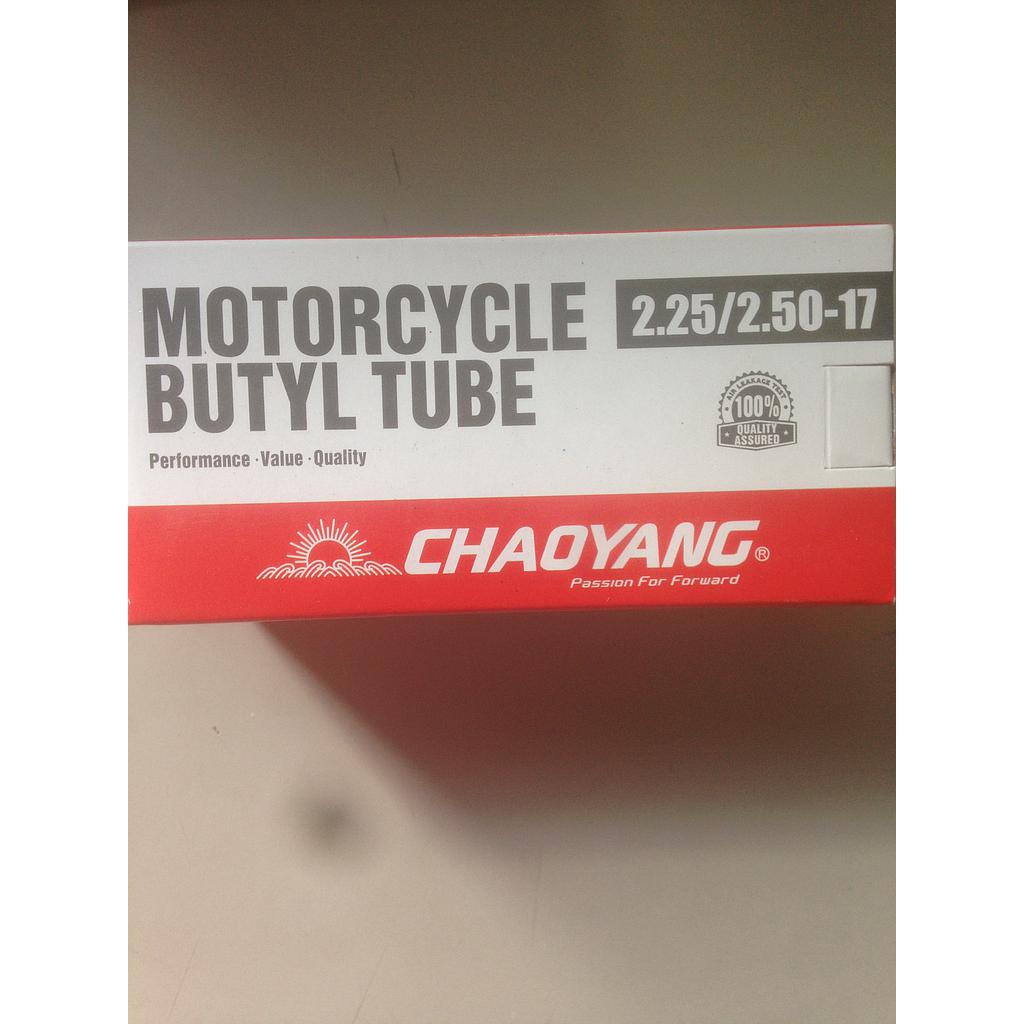 MOTORCYCLE
BUTYL TUBE
2.25/2.50-17
Performance · Value · Quality
AIR LEAKAGE TEST
100%
QUALITY
ASSURED
CHAOYANG®
Passion For Forward